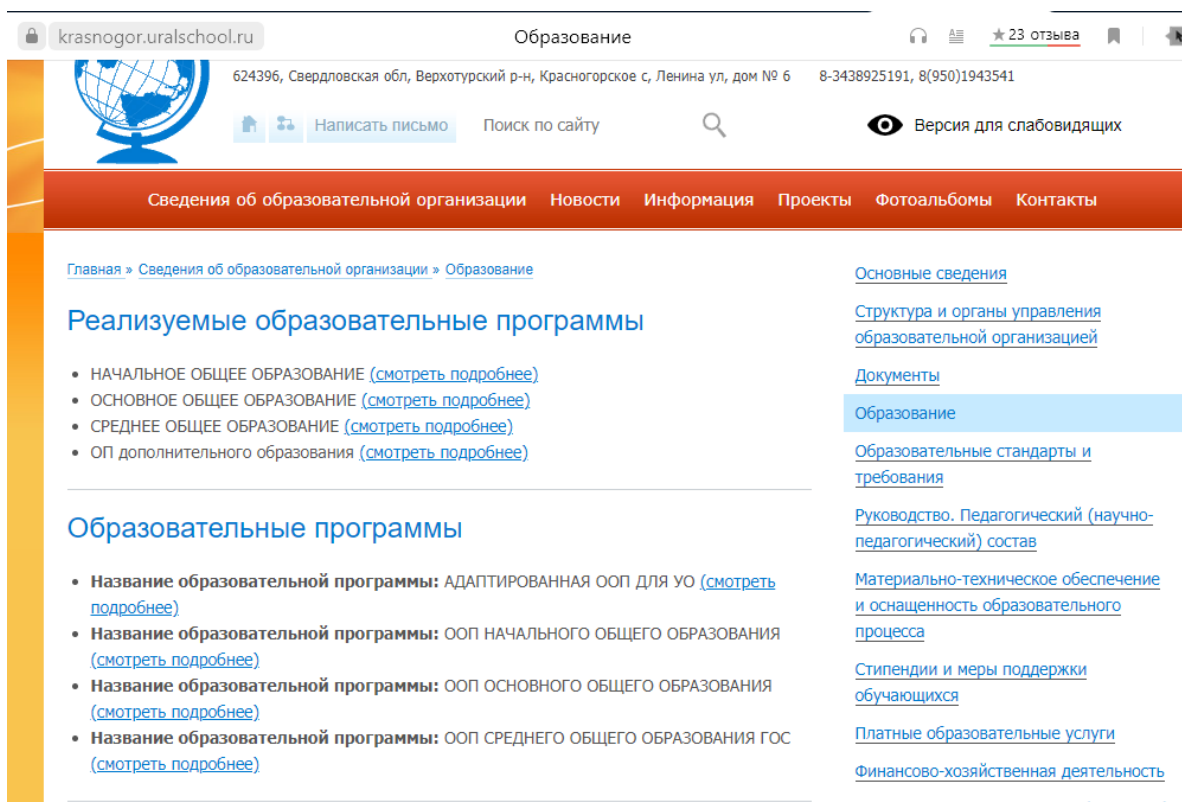 krasnogor.uralschool.ru
Образование
23 отзыва
624396, Свердловская обл, Верхотурский р-н, Красногорское с, Ленина ул, дом № 6 8-3438925191, 8(950)1943541
Написать письмо
Поиск по сайту
Версия для слабовидящих
Сведения об образовательной организации Новости Информация Проекты Фотоальбомы Контакты
Главная » Сведения об образовательной организации » Образование
Реализуемые образовательные программы
• НАЧАЛЬНОЕ ОБЩЕЕ ОБРАЗОВАНИЕ (смотреть подробнее)
• ОСНОВНОЕ ОБЩЕЕ ОБРАЗОВАНИЕ (смотреть подробнее)
• СРЕДНЕЕ ОБЩЕЕ ОБРАЗОВАНИЕ (смотреть подробнее)
• ОП дополнительного образования (смотреть подробнее)
Образовательные программы
• Название образовательной программы: АДАПТИРОВАННАЯ ООП ДЛЯ УО (смотреть
подробнее)
• Название образовательной программы: ООП НАЧАЛЬНОГО ОБЩЕГО ОБРАЗОВАНИЯ
(смотреть подробнее)
• Название образовательной программы: ООП ОСНОВНОГО ОБЩЕГО ОБРАЗОВАНИЯ
(смотреть подробнее)
• Название образовательной программы: ООП СРЕДНЕГО ОБЩЕГО ОБРАЗОВАНИЯ ГОС
(смотреть подробнее)
Основные сведения
Структура и органы управления
образовательной организацией
Документы
Образование
Образовательные стандарты и
требования
Руководство. Педагогический (научно-
педагогический) состав
Материально-техническое обеспечение
и оснащенность образовательного
процесса
Стипендии и меры поддержки
обучающихся
Платные образовательные услуги
Финансово-хозяйственная деятельность